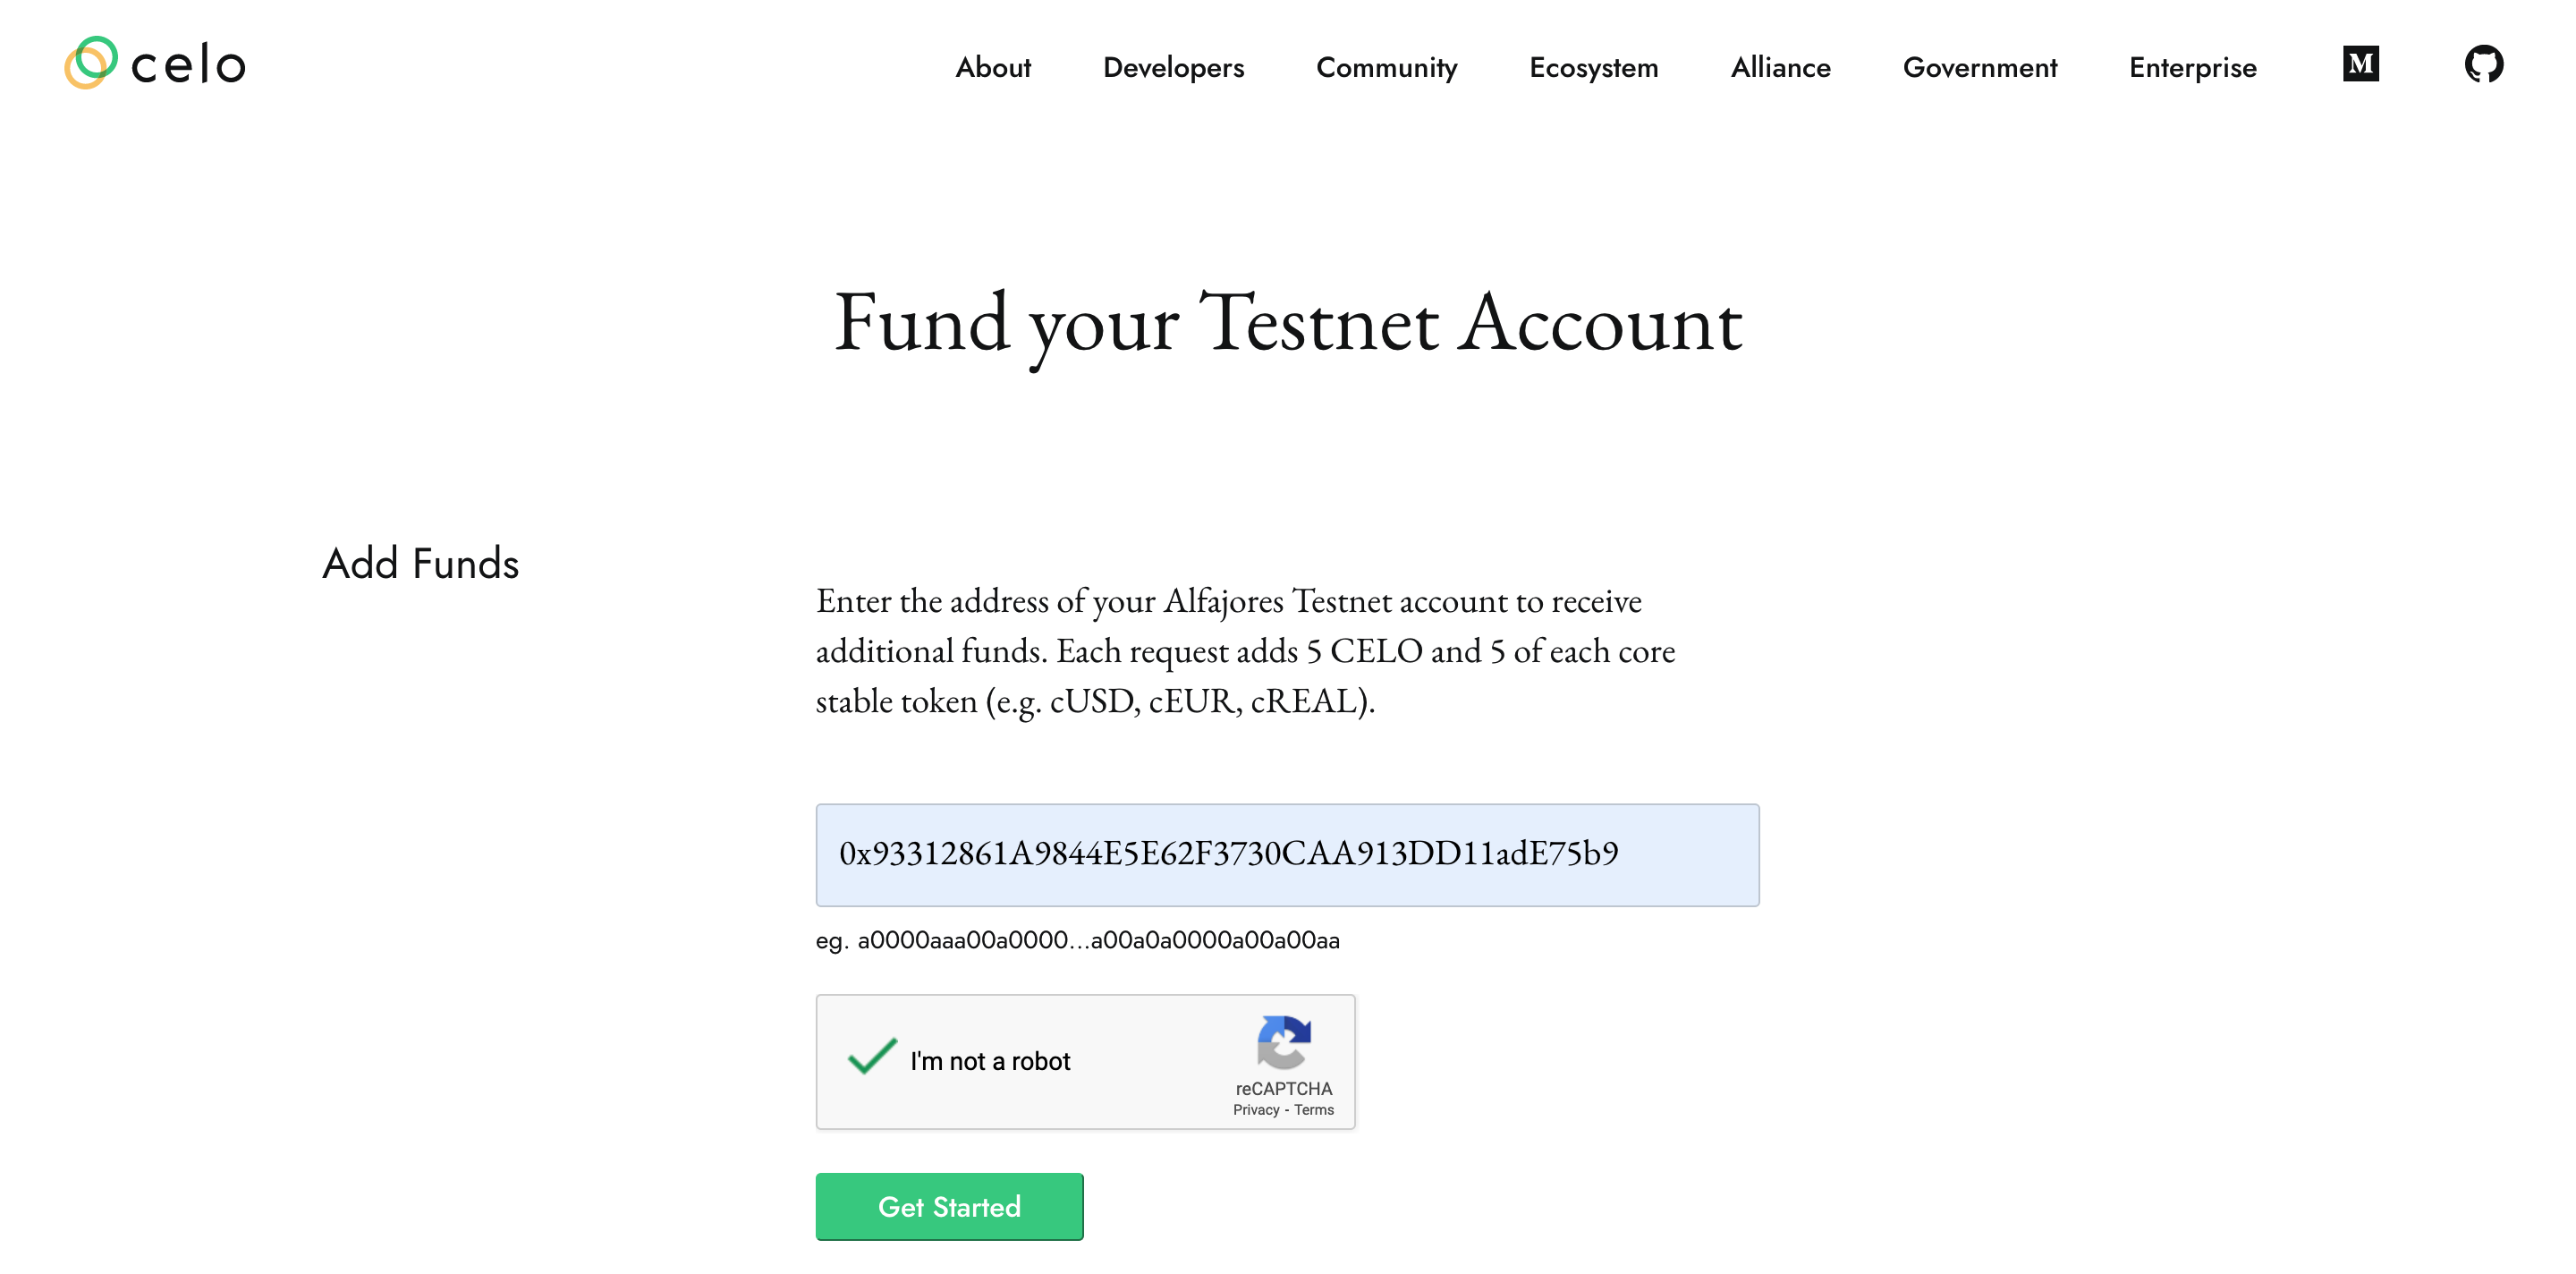 celo
About Developers Community Ecosystem Alliance Government Enterprise M
Fund your Testnet Account
Add Funds
Enter the address of your Alfajores Testnet account to receive
additional funds. Each request adds 5 CELO and 5 of each core
stable token (e.g. cUSD, cEUR, cREAL).
0x93312861A9844E5E62F3730CAA913DD11adE75b9
eg. a0000aaa00a0000...a00a0a0000a00a00aa
I'm not a robot
reCAPTCHA
Privacy - Terms
Get Started